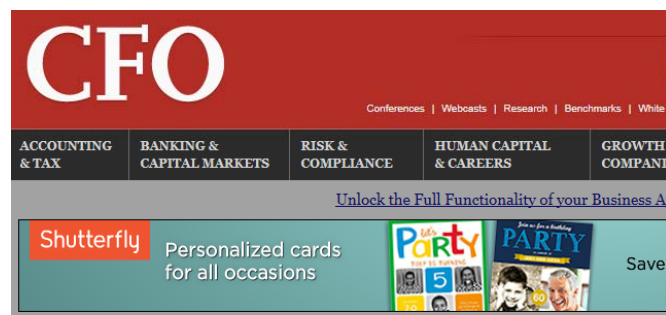 CFO
Conferences | Webcasts | Research | Benchmarks | White
ACCOUNTING
& TAX
BANKING &
CAPITAL MARKETS
RISK &
COMPLIANCE
HUMAN CAPITAL
& CAREERS
GROWTH
COMPANI
Unlock the Full Functionality of your Business A
Shutterfly
Personalized cards
for all occasions
let's
PARTY
5
PARTY
60
Save